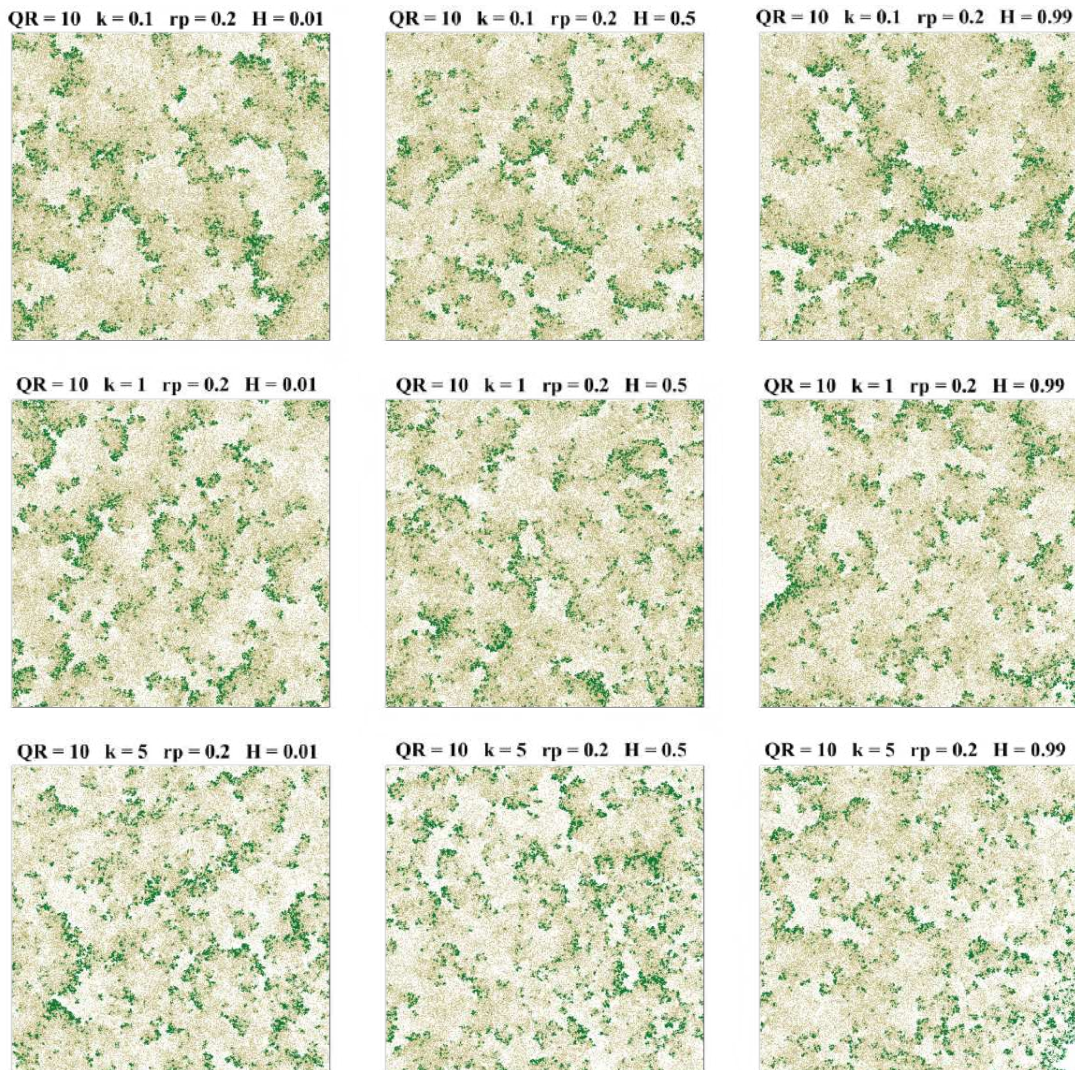 QR = 10 k = 0.1 rp = 0.2 H = 0.01
QR = 10 k = 0.1 rp = 0.2 H = 0.5
QR = 10 k = 0.1 rp = 0.2 H = 0.99
QR = 10 k = 1 rp = 0.2 H = 0.01
QR = 10 k = 1 rp = 0.2 H = 0.5
QR = 10 k = 1 rp = 0.2 H = 0.99
QR = 10 k = 5 rp = 0.2 H = 0.01
QR = 10 k = 5 rp = 0.2 H = 0.5
QR = 10 k = 5 rp = 0.2 H = 0.99